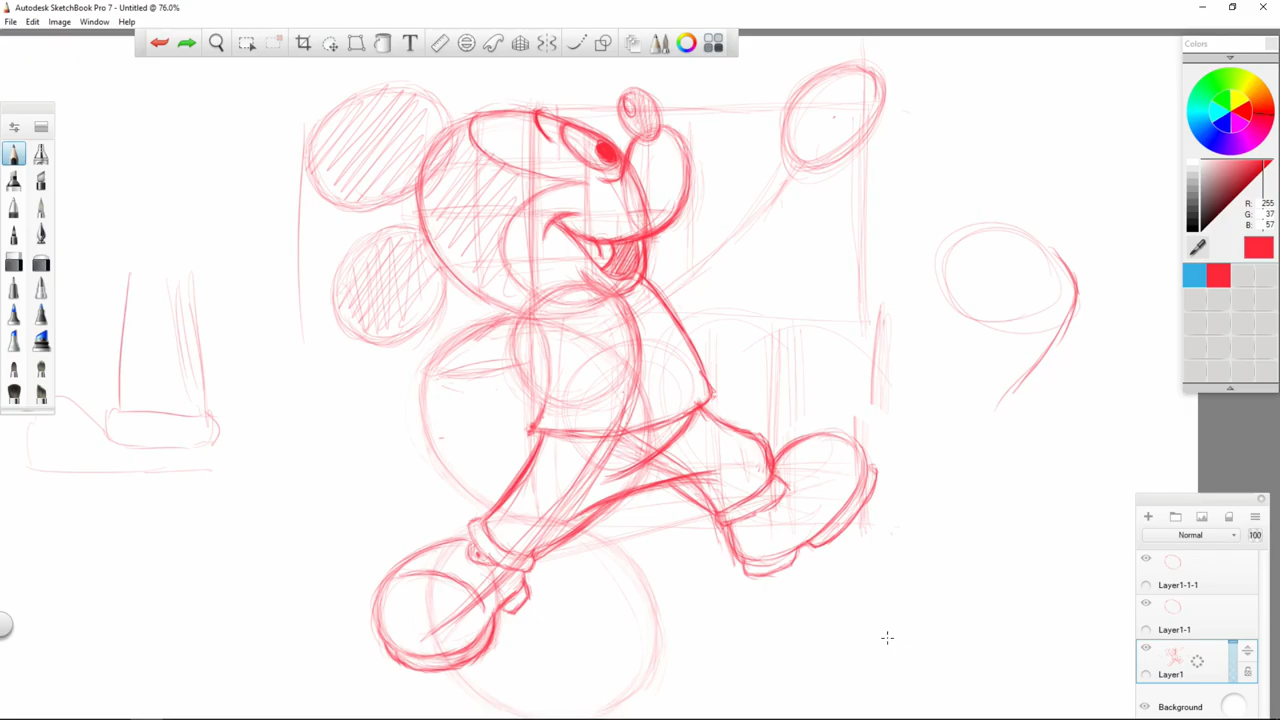 Autodesk SketchBook Pro 7 - Untitled @ 76.0%
File Edit Image Window Help
Colors
R: 255
G: 37
B: 57
Normal 100
Layer1-1-1
Layer1-1
Layer1
Background